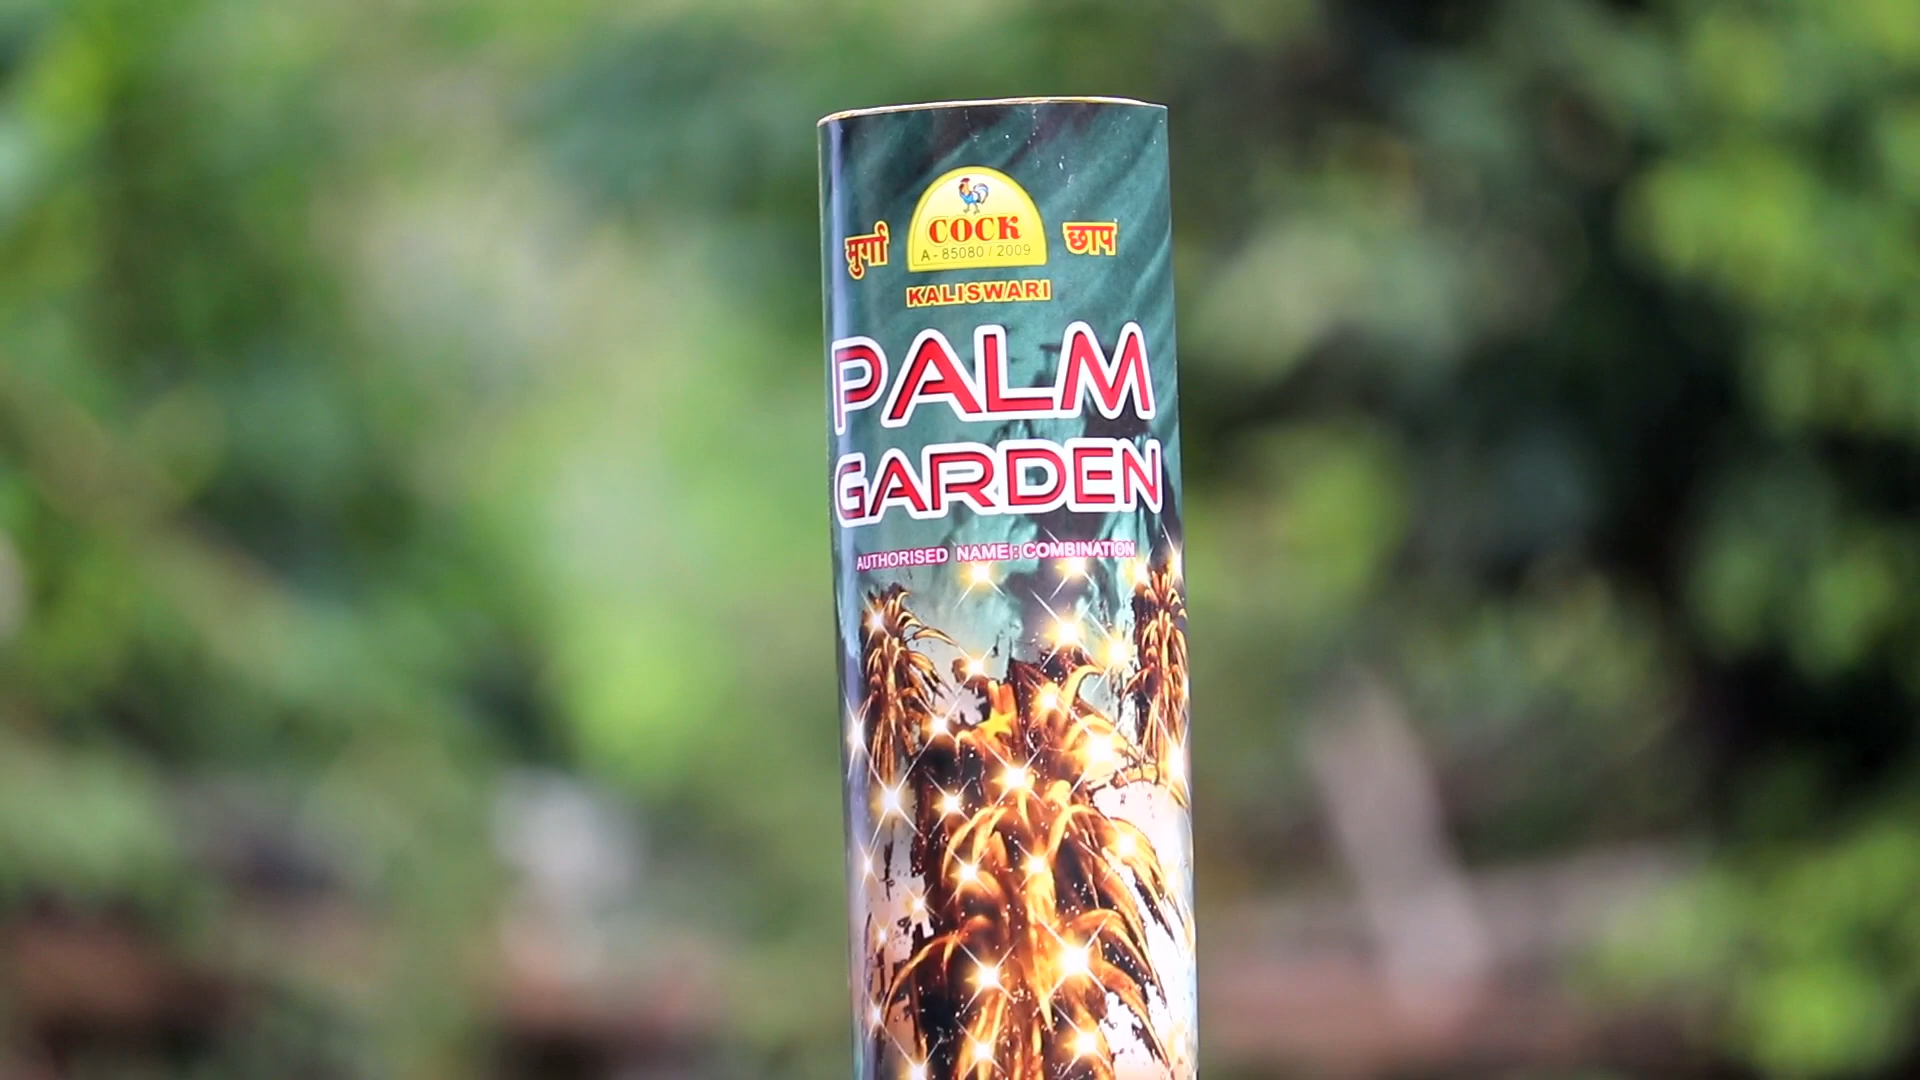 COCK
A - 85080 / 2009
मुर्गा छाप
KALISWARI
PALM
GARDEN
AUTHORISED NAME : COMBINATION